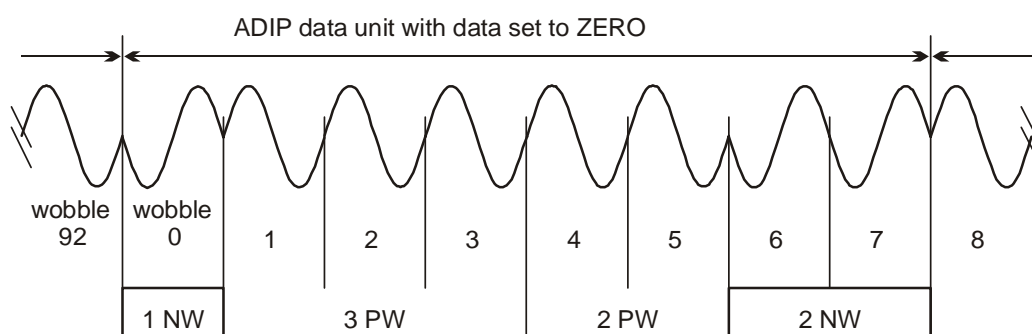 ADIP data unit with data set to ZERO
wobble wobble
92 0 1 2 3 4 5 6 7 8
1 NW 3 PW 2 PW 2 NW